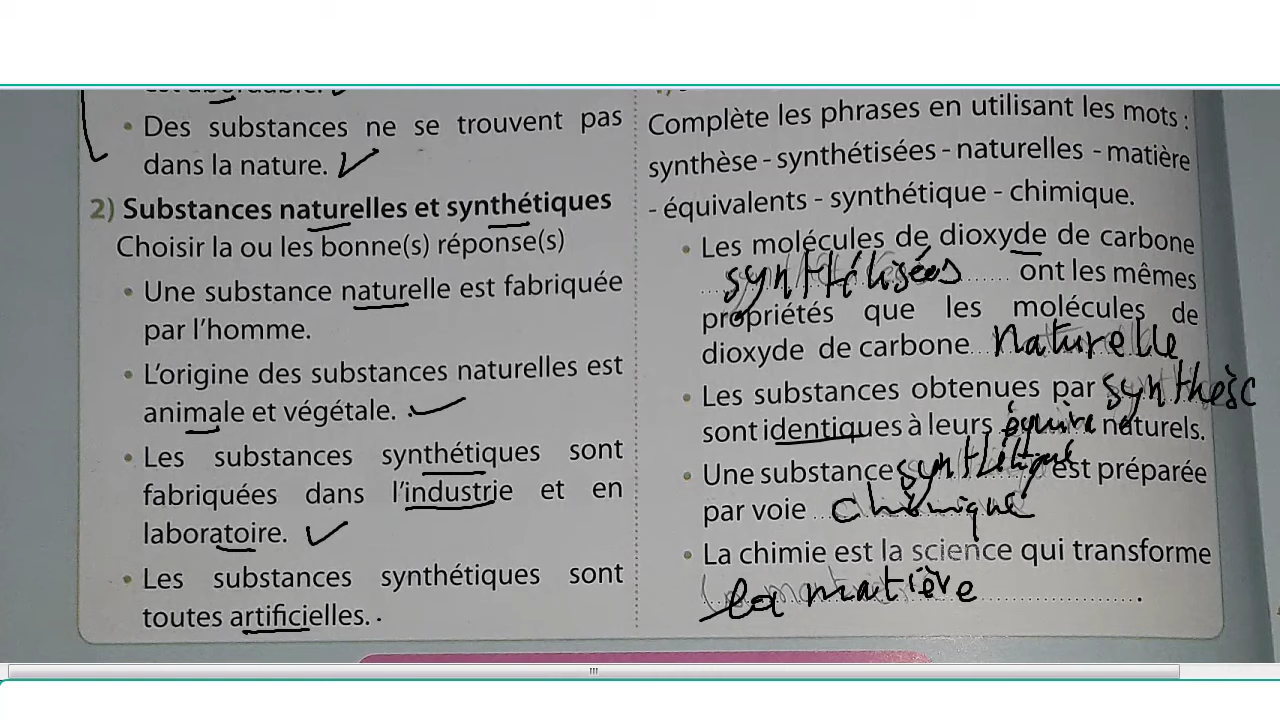 Des substances ne se trouvent pas
dans la nature.
2) Substances naturelles et synthétiques
Choisir la ou les bonne(s) réponse(s)
• Une substance naturelle est fabriquée
par l'homme.
• L'origine des substances naturelles est
animale et végétale.
• Les substances synthétiques sont
fabriquées dans l'industrie et en
laboratoire.
• Les substances synthétiques sont
toutes artificielles.
Complète les phrases en utilisant les mots :
synthèse - synthétisées - naturelles - matière
- équivalents - synthétique - chimique.
• Les molécules de dioxyde de carbone
synthétisées ont les mêmes
propriétés que les molécules de
dioxyde de carbone naturelle
• Les substances obtenues par
sont identiques à leurs naturels.
• Une substance synthétique est préparée
par voie chimique
• La chimie est la science qui transforme
la matière.